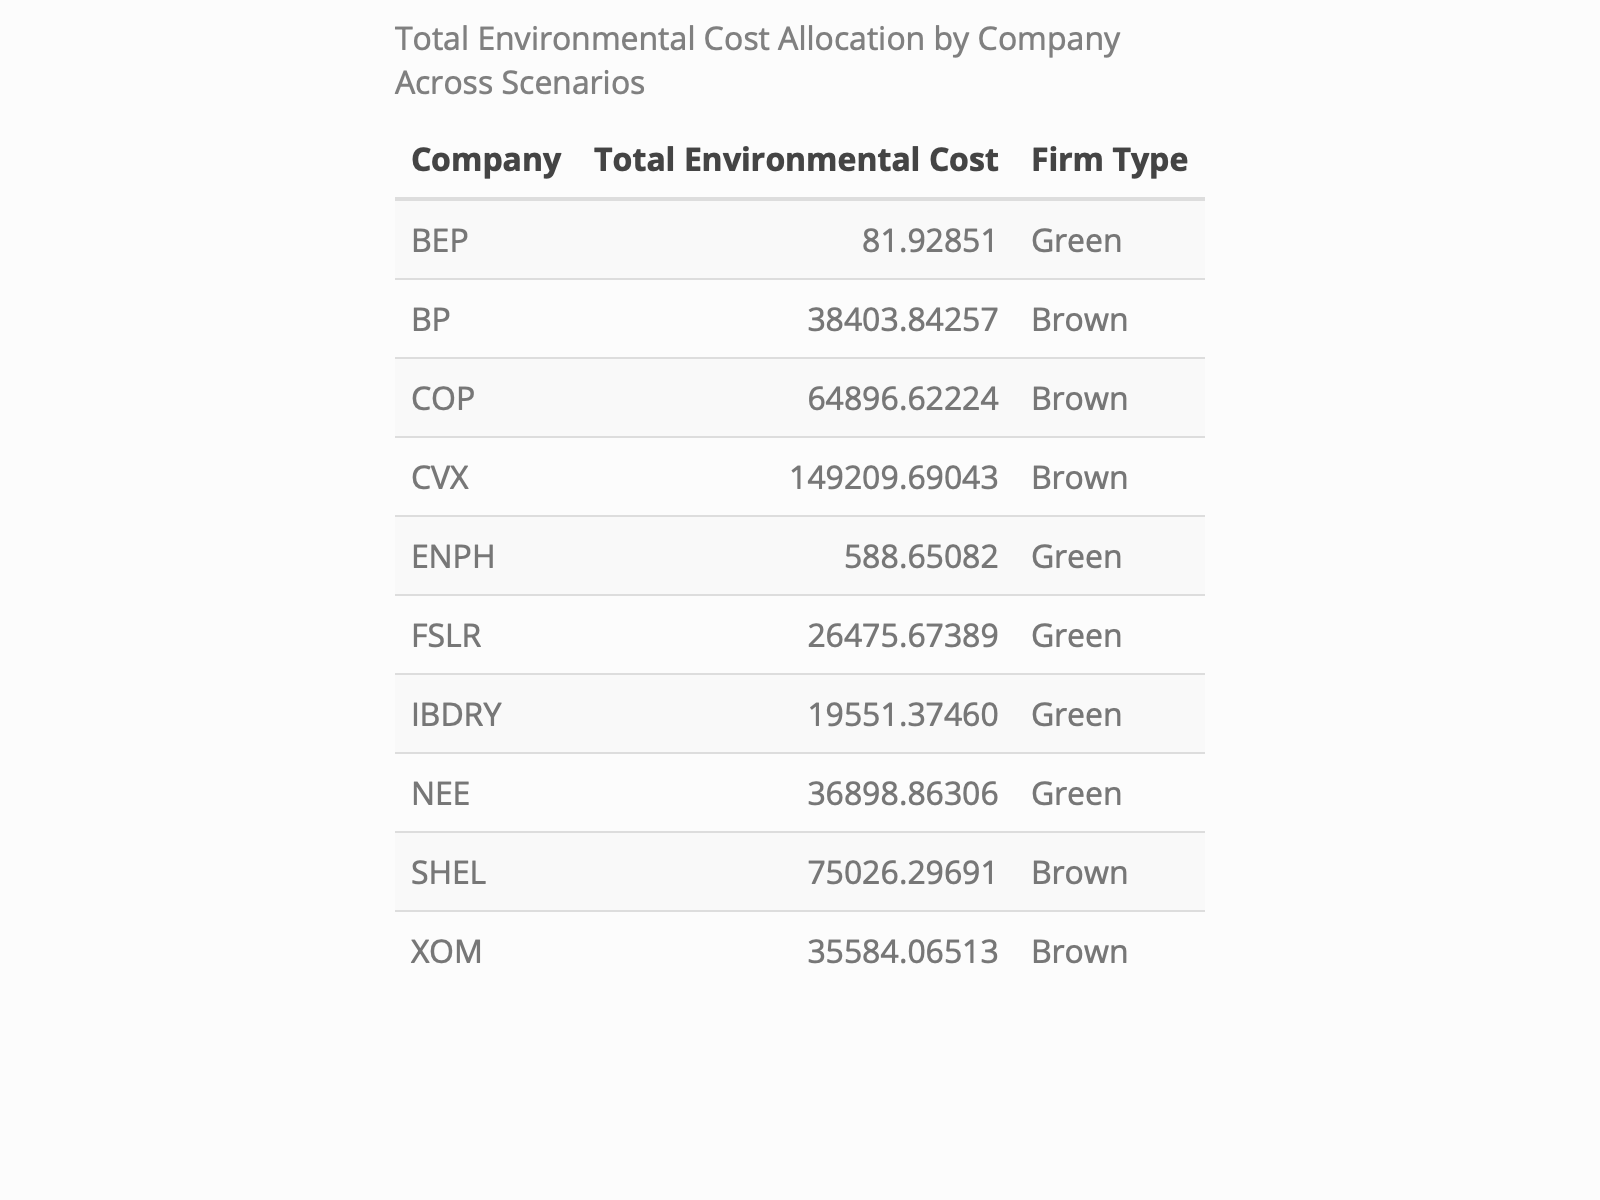 Total Environmental Cost Allocation by Company
Across Scenarios
Company Total Environmental Cost Firm Type
BEP 81.92851 Green
BP 38403.84257 Brown
COP 64896.62224 Brown
CVX 149209.69043 Brown
ENPH 588.65082 Green
FSLR 26475.67389 Green
IBDRY 19551.37460 Green
NEE 36898.86306 Green
SHEL 75026.29691 Brown
XOM 35584.06513 Brown